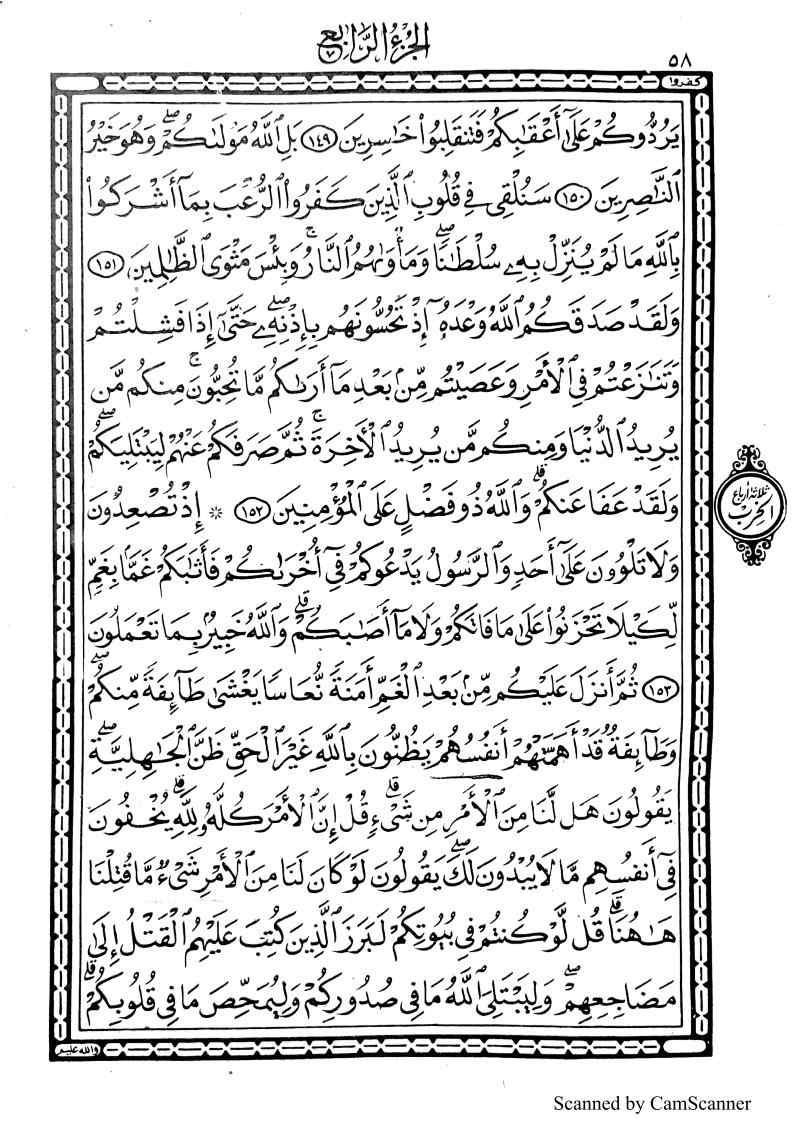 الجزء الرابع
٥٨
كفروا
يَرُدُّوكُمْ عَلَىٰٓ أَعْقَـٰبِكُمْ فَتَنقَلِبُوا۟ خَـٰسِرِينَ ﴿١٤٩﴾ بَلِ ٱللَّهُ مَوْلَىٰكُمْ ۖ وَهُوَ خَيْرُ
ٱلنَّـٰصِرِينَ ﴿١٥٠﴾ سَنُلْقِى فِى قُلُوبِ ٱلَّذِينَ كَفَرُوا۟ ٱلرُّعْبَ بِمَآ أَشْرَكُوا۟
بِٱللَّهِ مَا لَمْ يُنَزِّلْ بِهِۦ سُلْطَـٰنًا ۖ وَمَأْوَىٰهُمُ ٱلنَّارُ ۚ وَبِئْسَ مَثْوَى ٱلظَّـٰلِمِينَ ﴿١٥١﴾
وَلَقَدْ صَدَقَكُمُ ٱللَّهُ وَعْدَهُۥٓ إِذْ تَحُسُّونَهُم بِإِذْنِهِۦ ۖ حَتَّىٰٓ إِذَا فَشِلْتُمْ
وَتَنَـٰزَعْتُمْ فِى ٱلْأَمْرِ وَعَصَيْتُم مِّنۢ بَعْدِ مَآ أَرَىٰكُم مَّا تُحِبُّونَ ۚ مِنكُم مَّن
يُرِيدُ ٱلدُّنْيَا وَمِنكُم مَّن يُرِيدُ ٱلْـَٔاخِرَةَ ۚ ثُمَّ صَرَفَكُمْ عَنْهُمْ لِيَبْتَلِيَكُمْ ۖ
وَلَقَدْ عَفَا عَنكُمْ ۗ وَٱللَّهُ ذُو فَضْلٍ عَلَى ٱلْمُؤْمِنِينَ ﴿١٥٢﴾ * إِذْ تُصْعِدُونَ
ثلاثة أرباع
الحزب
وَلَا تَلْوُۥنَ عَلَىٰٓ أَحَدٍ وَٱلرَّسُولُ يَدْعُوكُمْ فِىٓ أُخْرَىٰكُمْ فَأَثَـٰبَكُمْ غَمًّۢا بِغَمٍّ
لِّكَيْلَا تَحْزَنُوا۟ عَلَىٰ مَا فَاتَكُمْ وَلَا مَآ أَصَـٰبَكُمْ ۗ وَٱللَّهُ خَبِيرٌۢ بِمَا تَعْمَلُونَ
﴿١٥٣﴾ ثُمَّ أَنزَلَ عَلَيْكُم مِّنۢ بَعْدِ ٱلْغَمِّ أَمَنَةً نُّعَاسًا يَغْشَىٰ طَآئِفَةً مِّنكُمْ ۖ
وَطَآئِفَةٌ قَدْ أَهَمَّتْهُمْ أَنفُسُهُمْ يَظُنُّونَ بِٱللَّهِ غَيْرَ ٱلْحَقِّ ظَنَّ ٱلْجَـٰهِلِيَّةِ ۖ
يَقُولُونَ هَل لَّنَا مِنَ ٱلْأَمْرِ مِن شَىْءٍ ۗ قُلْ إِنَّ ٱلْأَمْرَ كُلَّهُۥ لِلَّهِ ۗ يُخْفُونَ
فِىٓ أَنفُسِهِم مَّا لَا يُبْدُونَ لَكَ ۖ يَقُولُونَ لَوْ كَانَ لَنَا مِنَ ٱلْأَمْرِ شَىْءٌ مَّا قُتِلْنَا
هَـٰهُنَا ۗ قُل لَّوْ كُنتُمْ فِى بُيُوتِكُمْ لَبَرَزَ ٱلَّذِينَ كُتِبَ عَلَيْهِمُ ٱلْقَتْلُ إِلَىٰ
مَضَاجِعِهِمْ ۖ وَلِيَبْتَلِىَ ٱللَّهُ مَا فِى صُدُورِكُمْ وَلِيُمَحِّصَ مَا فِى قُلُوبِكُمْ ۗ
والله عليم
Scanned by CamScanner